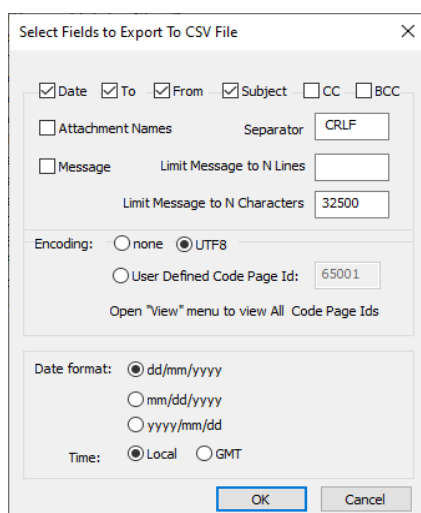 Select Fields to Export To CSV File
Date To From Subject CC BCC
Attachment Names Separator CRLF
Message Limit Message to N Lines
Limit Message to N Characters 32500
Encoding: none UTF8
User Defined Code Page Id: 65001
Open "View" menu to view All Code Page Ids
Date format: dd/mm/yyyy
mm/dd/yyyy
yyyy/mm/dd
Time: Local GMT
OK Cancel